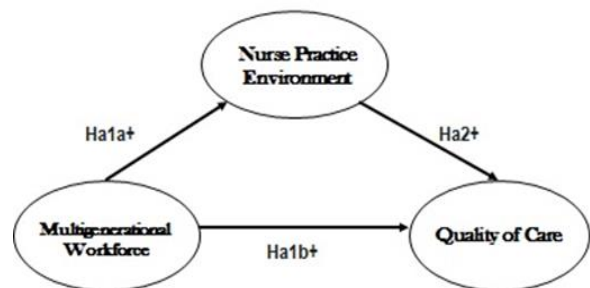 Nurse Practice
Environment
Ha1a+
Ha2+
Multigenerational
Workforce
Quality of Care
Ha1b+